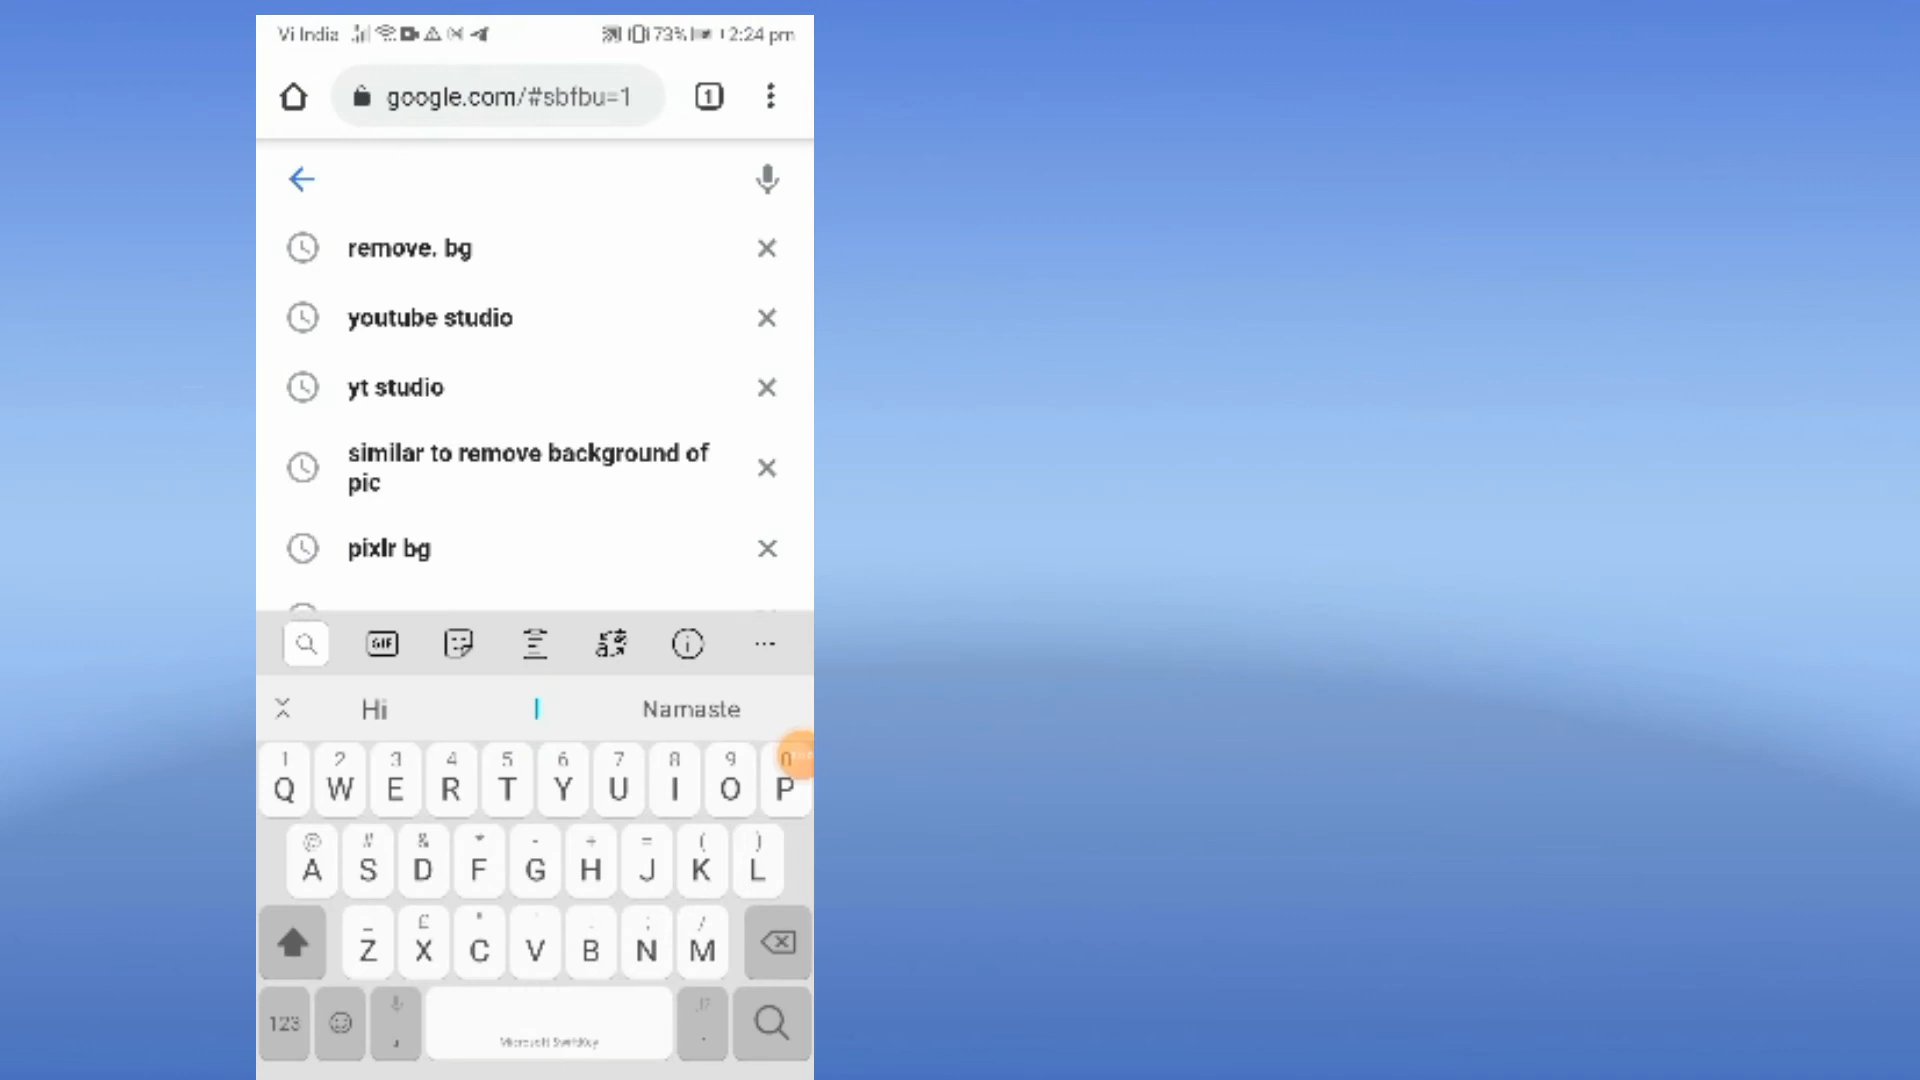 Vi India 73% 2:24 pm
google.com/#sbfbu=1 1
remove. bg
youtube studio
yt studio
similar to remove background of
pic
pixlr bg
GIF
Hi I Namaste
1 2 3 4 5 6 7 8 9 0
Q W E R T Y U I O P
@ # & * - + = ( )
A S D F G H J K L
_ £ " ' : ; /
Z X C V B N M
123 , .
Microsoft SwiftKey